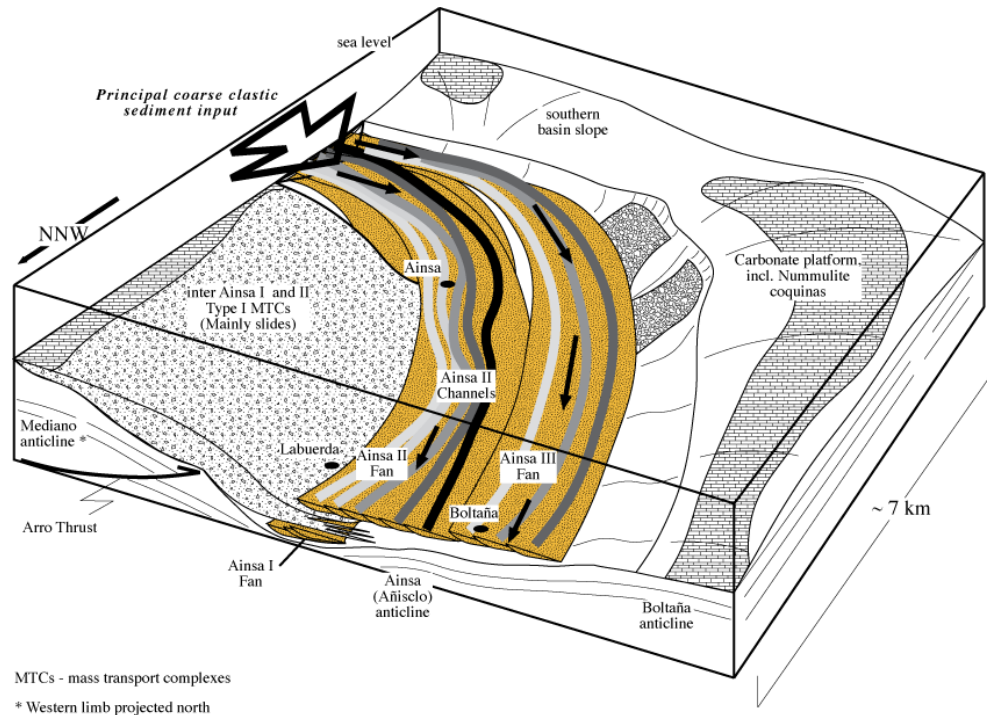 sea level
Principal coarse clastic
sediment input
southern
basin slope
NNW
Ainsa
Carbonate platform,
incl. Nummulite
coquinas
inter Ainsa I and II
Type I MTCs
(Mainly slides)
Ainsa II
Channels
Mediano
anticline *
Labuerda
Ainsa II
Fan
Ainsa III
Fan
Boltaña
~ 7 km
Arro Thrust
Ainsa I
Fan
Ainsa
(Añisclo)
anticline
Boltaña
anticline
MTCs - mass transport complexes
* Western limb projected north